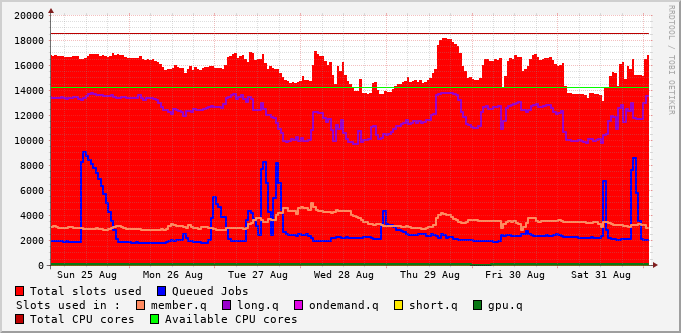 20000
18000
16000
14000
12000
10000
8000
6000
4000
2000
0
Sun 25 Aug Mon 26 Aug Tue 27 Aug Wed 28 Aug Thu 29 Aug Fri 30 Aug Sat 31 Aug
RRDTOOL / TOBI OETIKER
Total slots used Queued Jobs
Slots used in : member.q long.q ondemand.q short.q gpu.q
Total CPU cores Available CPU cores